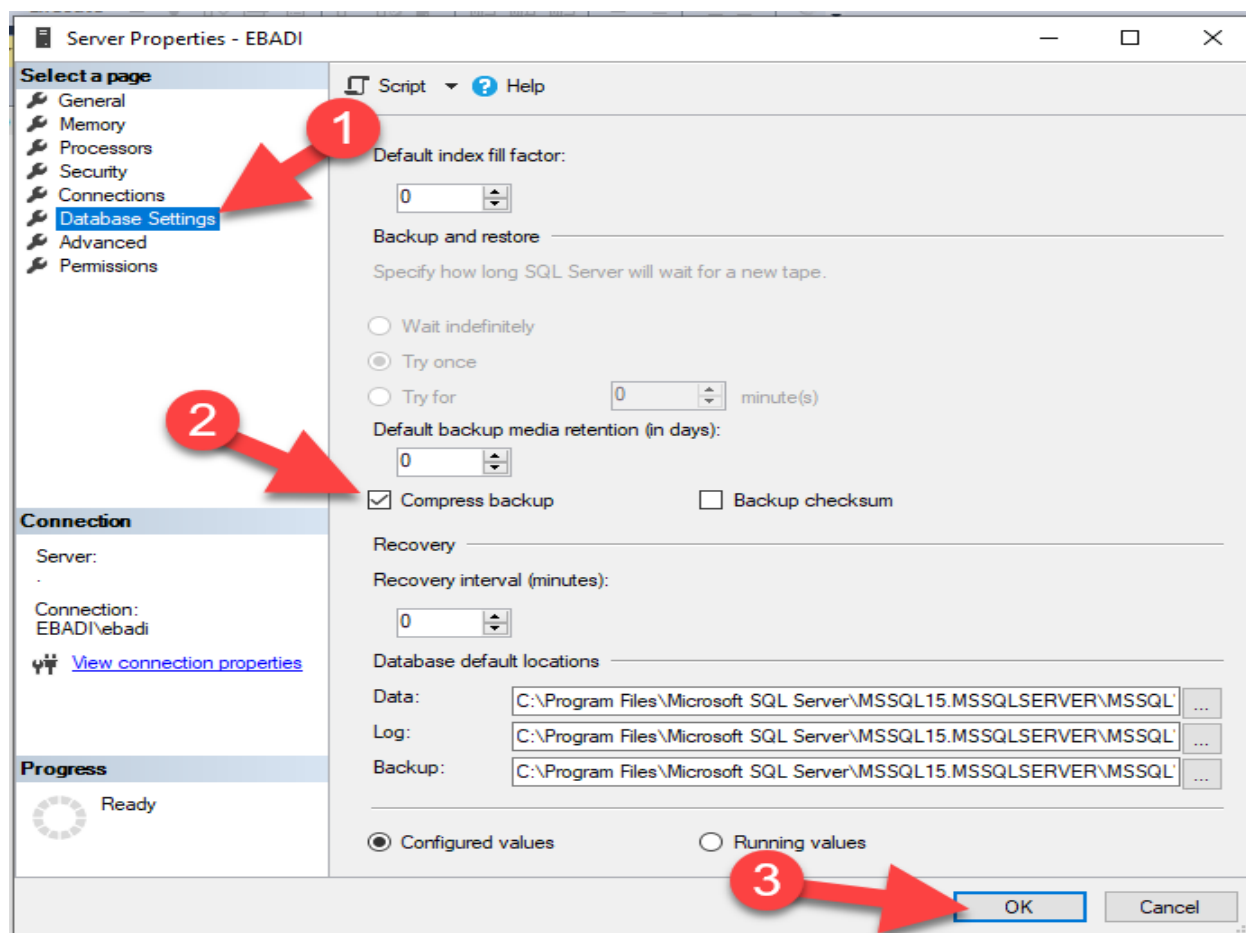 Server Properties - EBADI
Select a page
General
Memory
Processors
Security
Connections
Database Settings
Advanced
Permissions
1
Script
Help
Default index fill factor:
0
Backup and restore
Specify how long SQL Server will wait for a new tape.
Wait indefinitely
Try once
Try for 0 minute(s)
2
Default backup media retention (in days):
0
Compress backup Backup checksum
Connection
Server:
.
Connection:
EBADI\ebadi
View connection properties
Recovery
Recovery interval (minutes):
0
Database default locations
Data: C:\Program Files\Microsoft SQL Server\MSSQL15.MSSQLSERVER\MSSQL ...
Log: C:\Program Files\Microsoft SQL Server\MSSQL15.MSSQLSERVER\MSSQL ...
Backup: C:\Program Files\Microsoft SQL Server\MSSQL15.MSSQLSERVER\MSSQL ...
Progress
Ready
Configured values Running values
3
OK Cancel